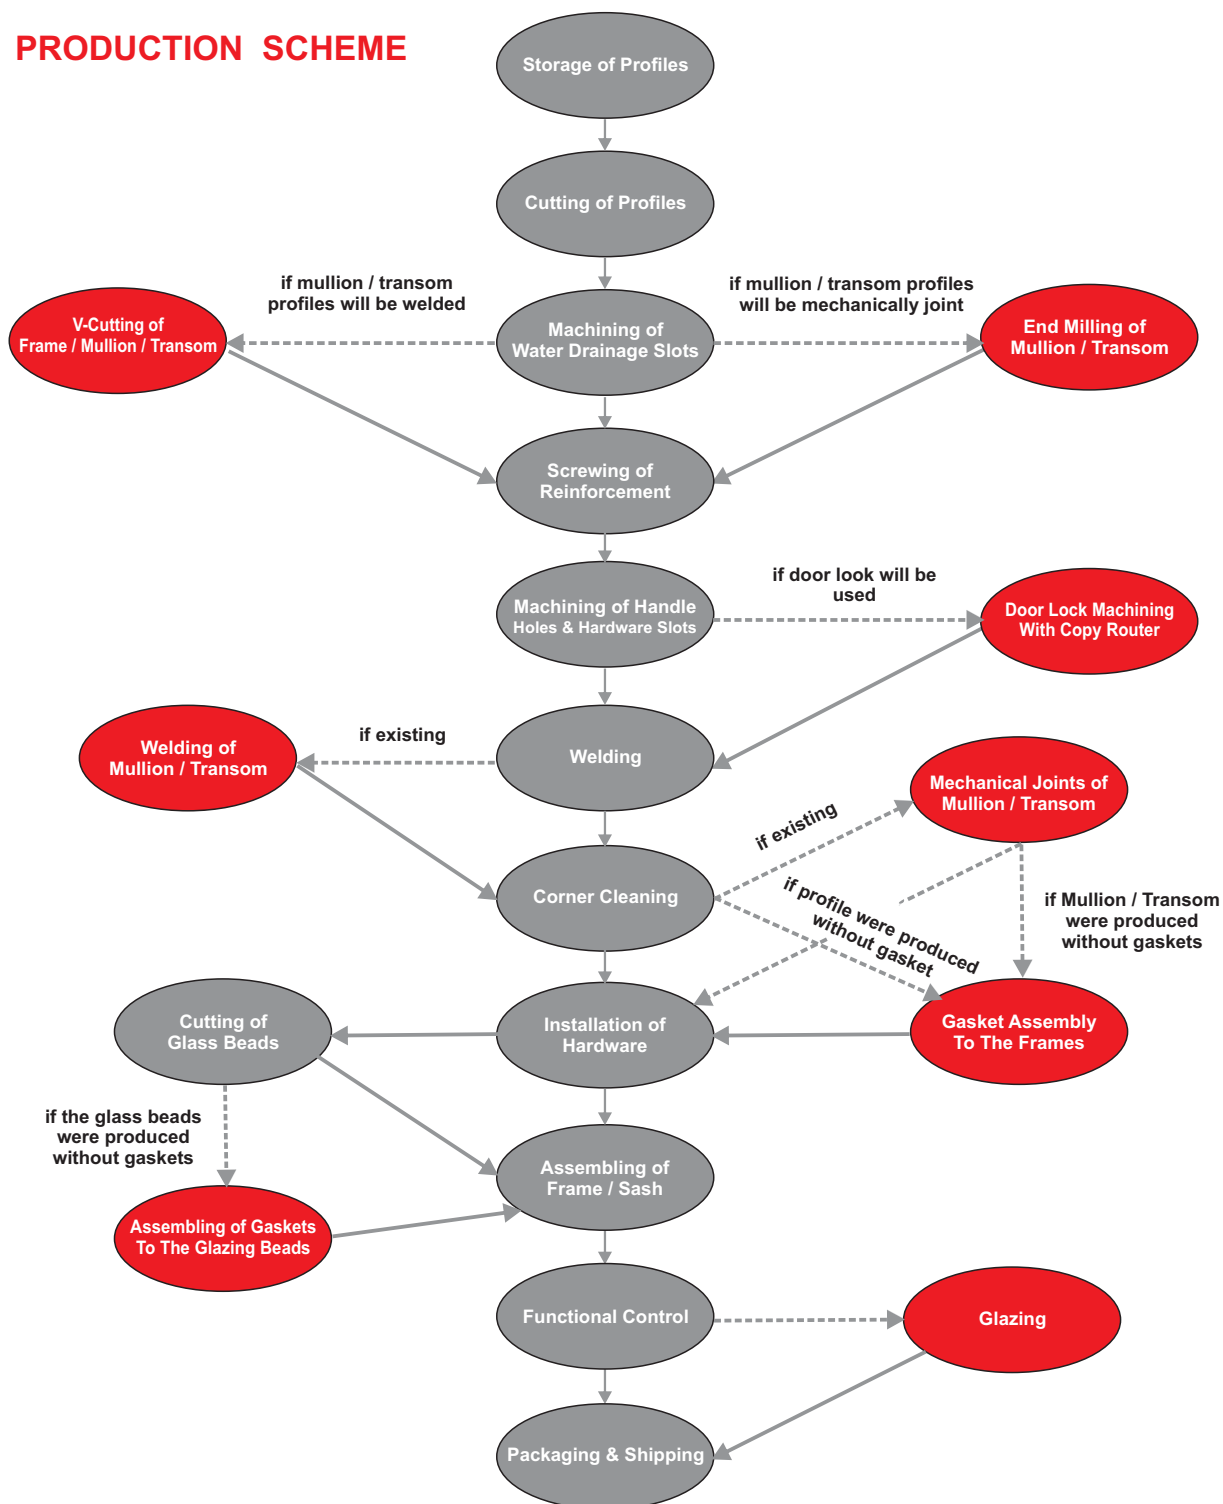 PRODUCTION SCHEME
Storage of Profiles
Cutting of Profiles
if mullion / transom
profiles will be welded
if mullion / transom profiles
will be mechanically joint
V-Cutting of
Frame / Mullion / Transom
Machining of
Water Drainage Slots
End Milling of
Mullion / Transom
Screwing of
Reinforcement
Machining of Handle
Holes & Hardware Slots
if door look will be
used
Door Lock Machining
With Copy Router
Welding of
Mullion / Transom
if existing
Welding
Mechanical Joints of
Mullion / Transom
if existing
Corner Cleaning
if profile were produced
without gasket
if Mullion / Transom
were produced
without gaskets
Cutting of
Glass Beads
Installation of
Hardware
Gasket Assembly
To The Frames
if the glass beads
were produced
without gaskets
Assembling of
Frame / Sash
Assembling of Gaskets
To The Glazing Beads
Functional Control
Glazing
Packaging & Shipping